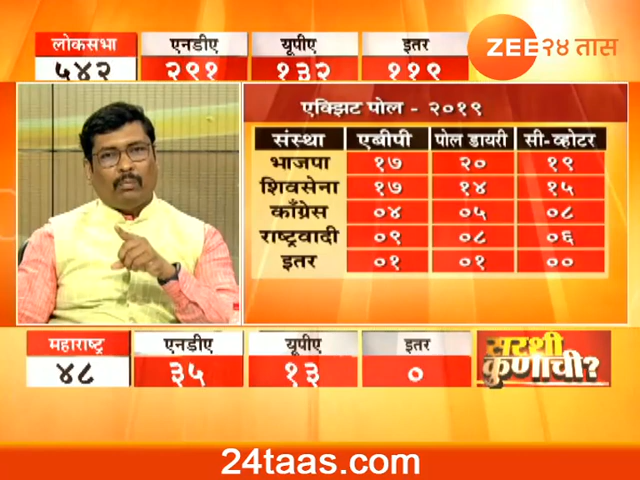 लोकसभा एनडीए यूपीए इतर
५४२ २९१ १३२ ११९
ZEE २४ तास
एक्झिट पोल - २०१९
संस्था एबीपी पोल डायरी सी-व्होटर
भाजपा १७ २० १९
शिवसेना १७ १४ १५
काँग्रेस ०४ ०५ ०८
राष्ट्रवादी ०९ ०८ ०६
इतर ०१ ०१ ००
महाराष्ट्र एनडीए यूपीए इतर
४८ ३५ १३ ०
सरशी
कुणाची?
24taas.com